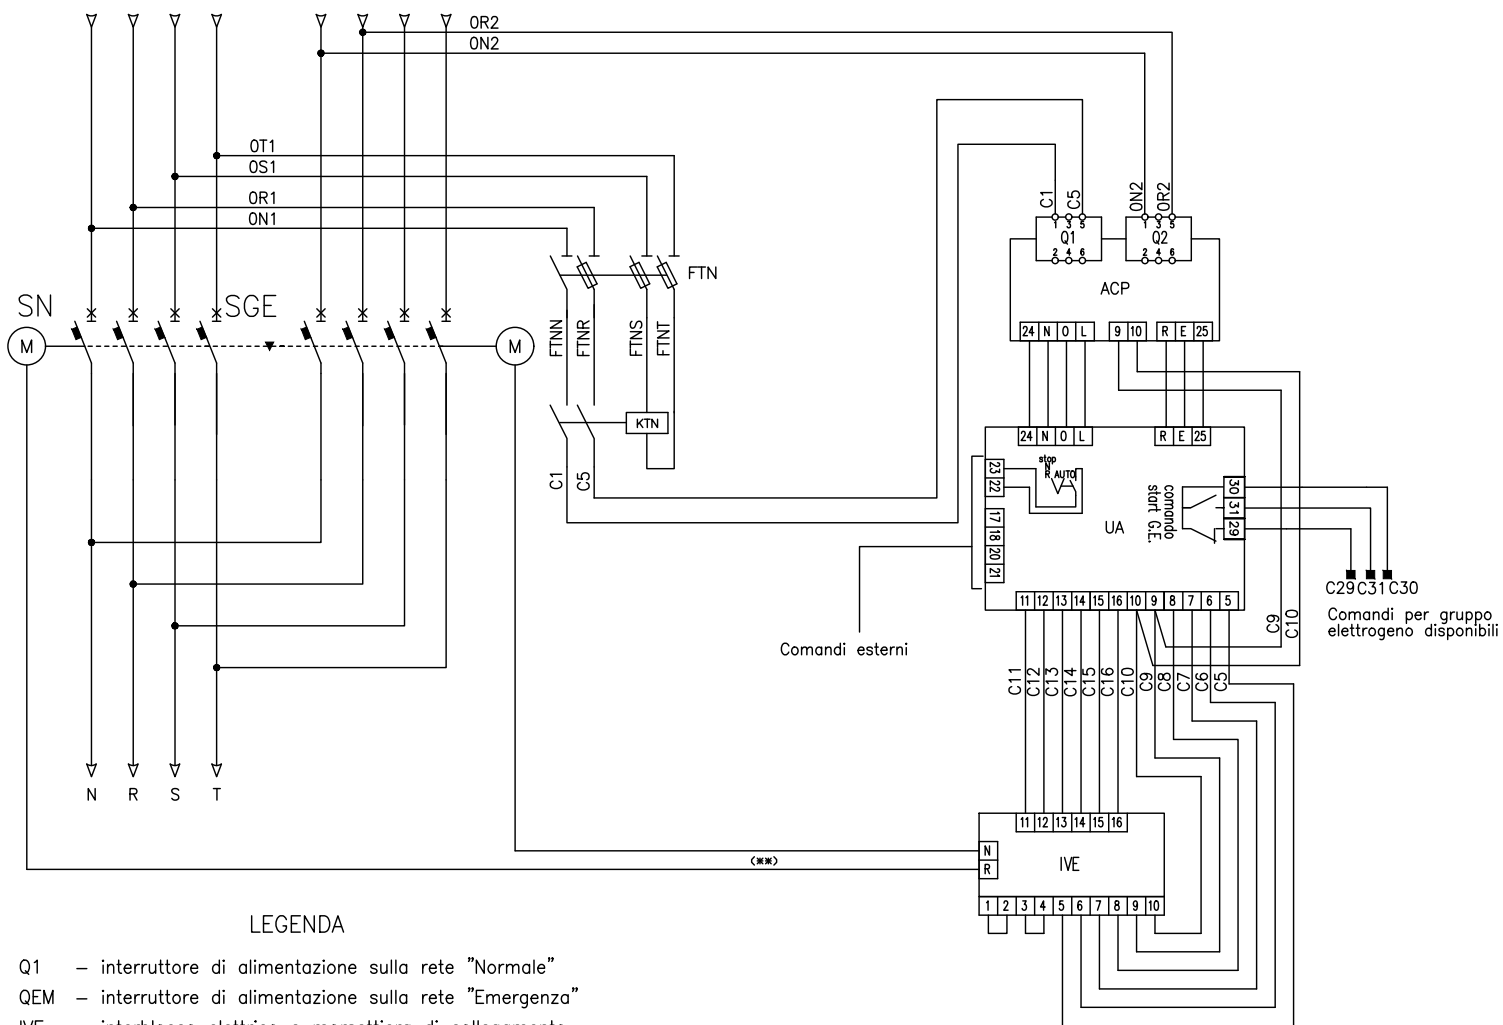 OR2
ON2
OT1
OS1
OR1
ON1
C1
C5
ON2
OR2
1 3 5
Q1
2 4 6
1 3 5
Q2
2 4 6
ACP
FTN
SN
SGE
M
M
FTNN
FTNR
FTNS
FTNT
24 N O L
9 10
R E 25
KTN
C1
C5
24 N O L
R E 25
stop
N
R AUTO
23
22
17
18
20
21
UA
comando
start G.E.
30
31
29
C29 C31 C30
Comandi per gruppo
elettrogeno disponibili
Comandi esterni
11 12 13 14 15 16 10 9 8 7 6 5
C9
C10
C11
C12
C13
C14
C15
C16
C10
C9
C8
C7
C6
C5
N R S T
11 12 13 14 15 16
N
R
IVE
(**)
1 2 3 4 5 6 7 8 9 10
LEGENDA
Q1 – interruttore di alimentazione sulla rete "Normale"
QEM – interruttore di alimentazione sulla rete "Emergenza"